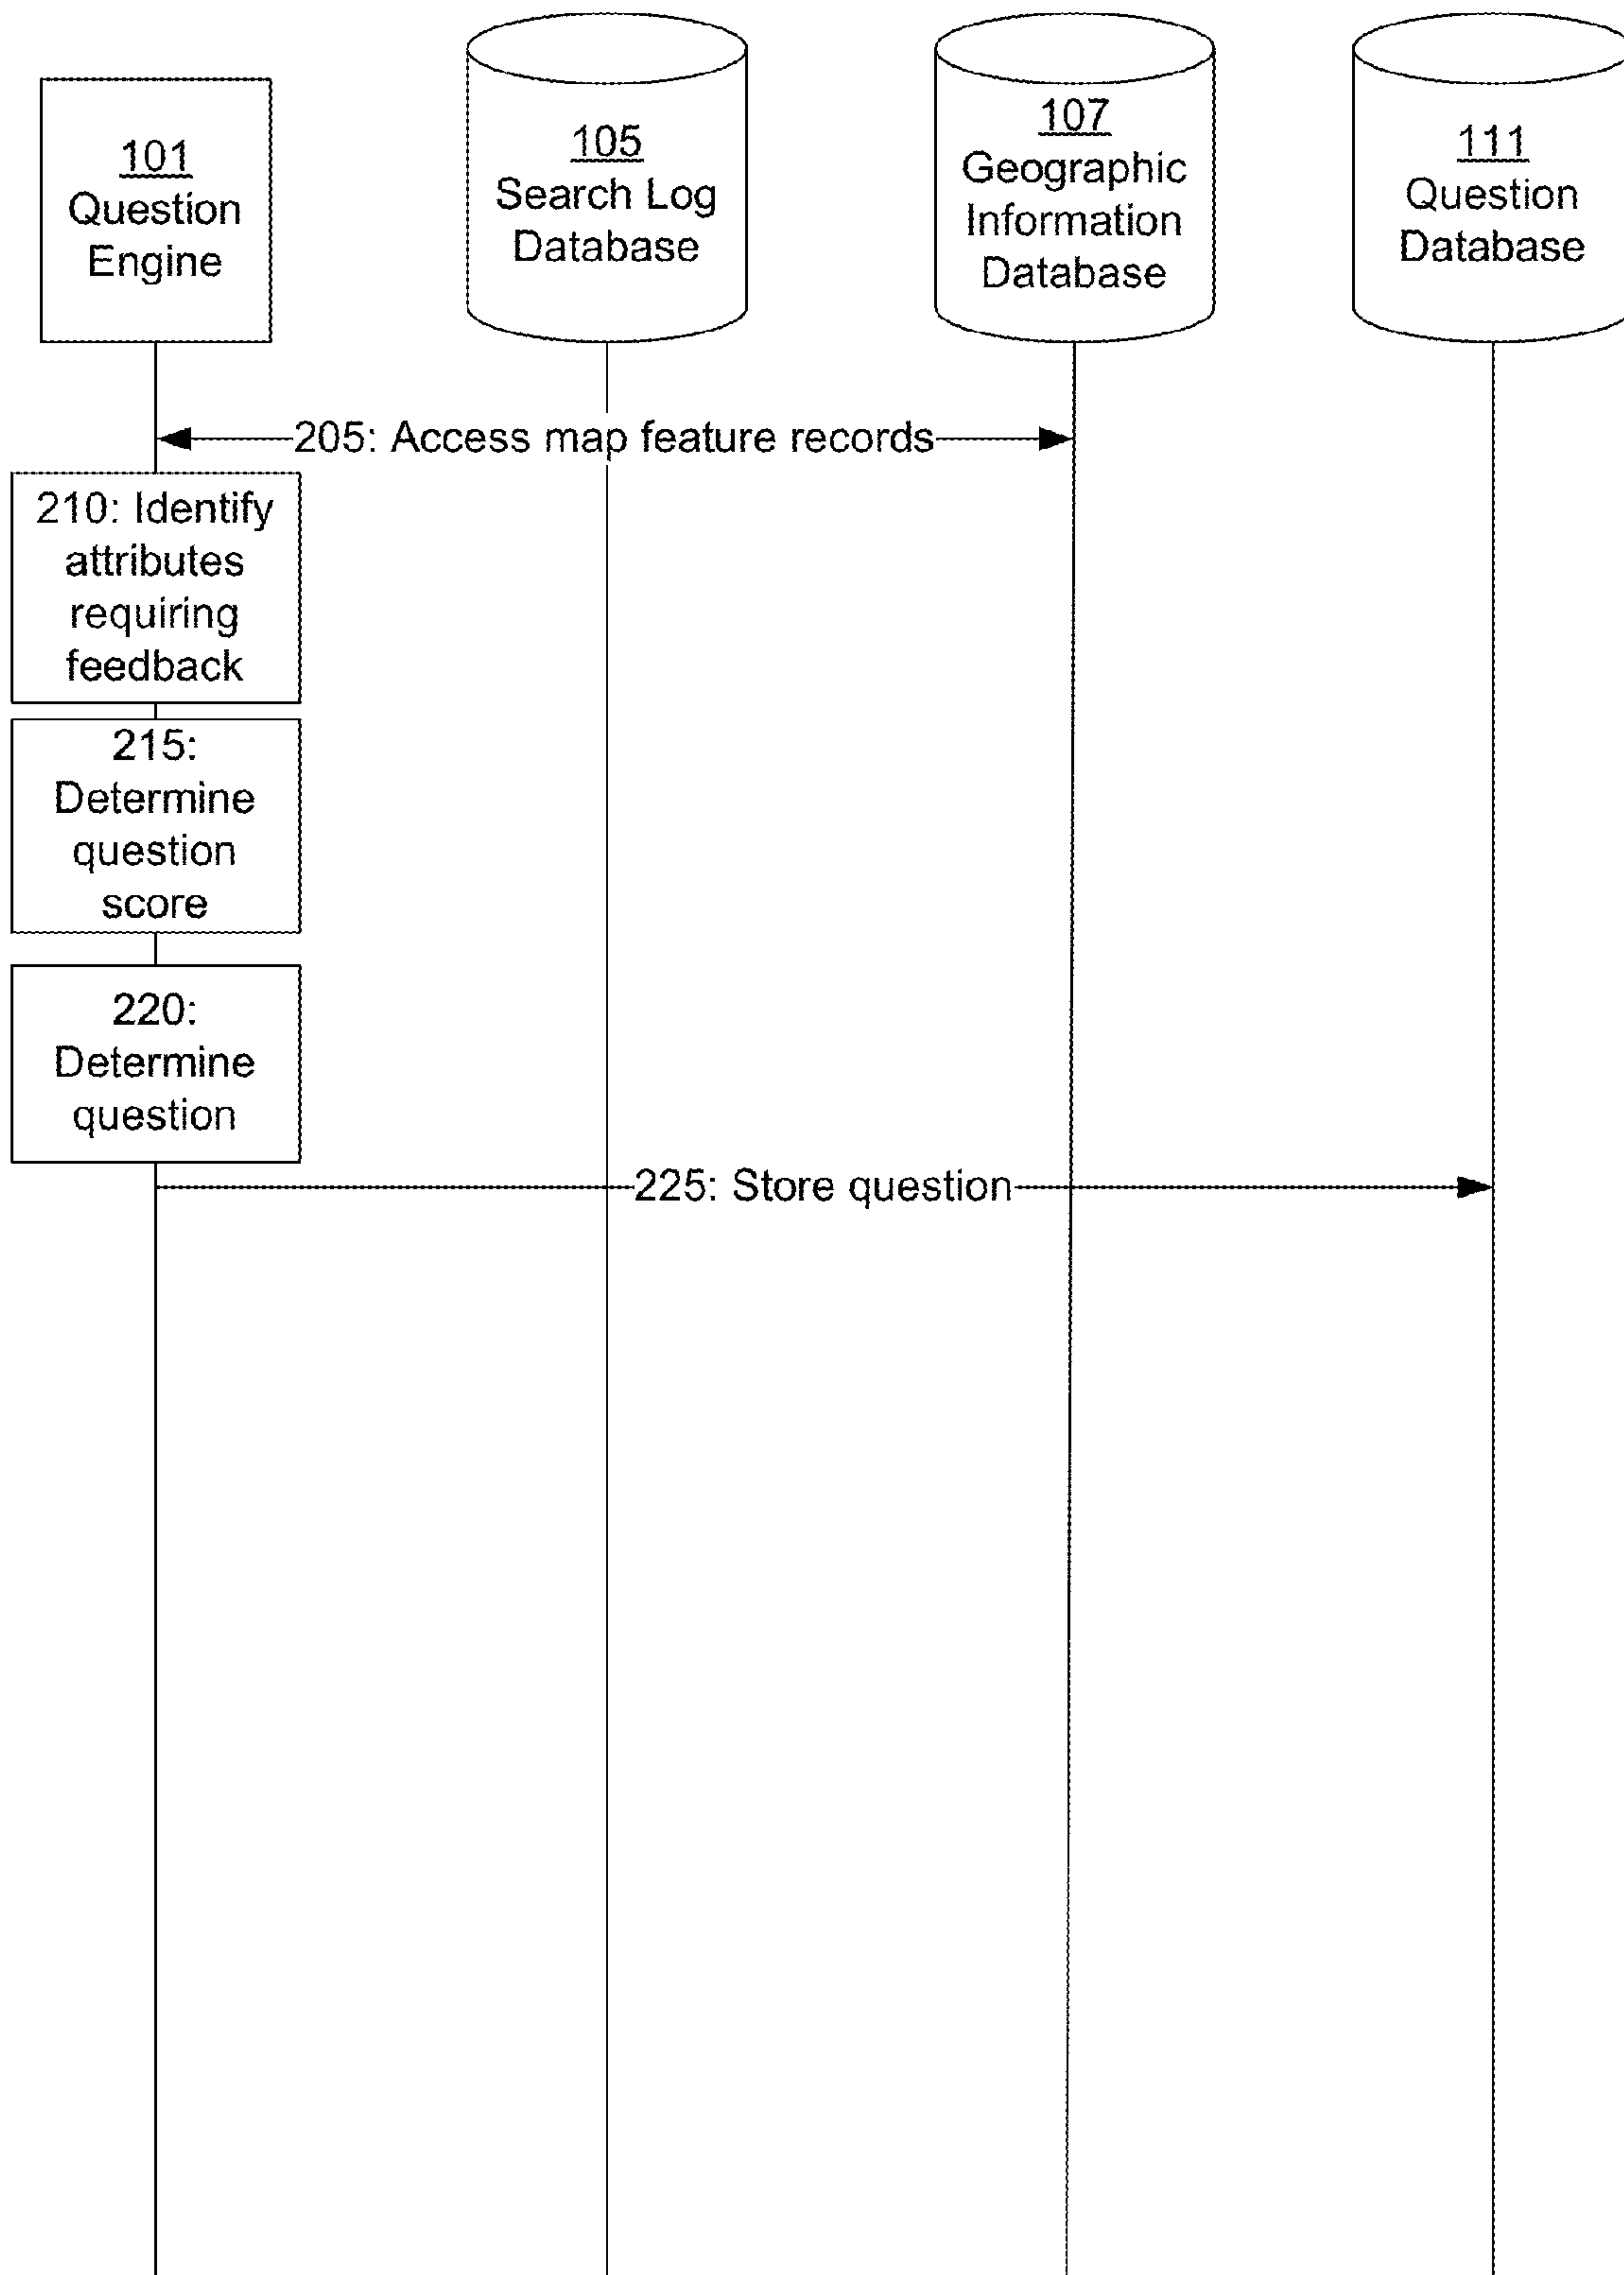 101
Question
Engine
105
Search Log
Database
107
Geographic
Information
Database
111
Question
Database
205: Access map feature records
210: Identify
attributes
requiring
feedback
215:
Determine
question
score
220:
Determine
question
225: Store question